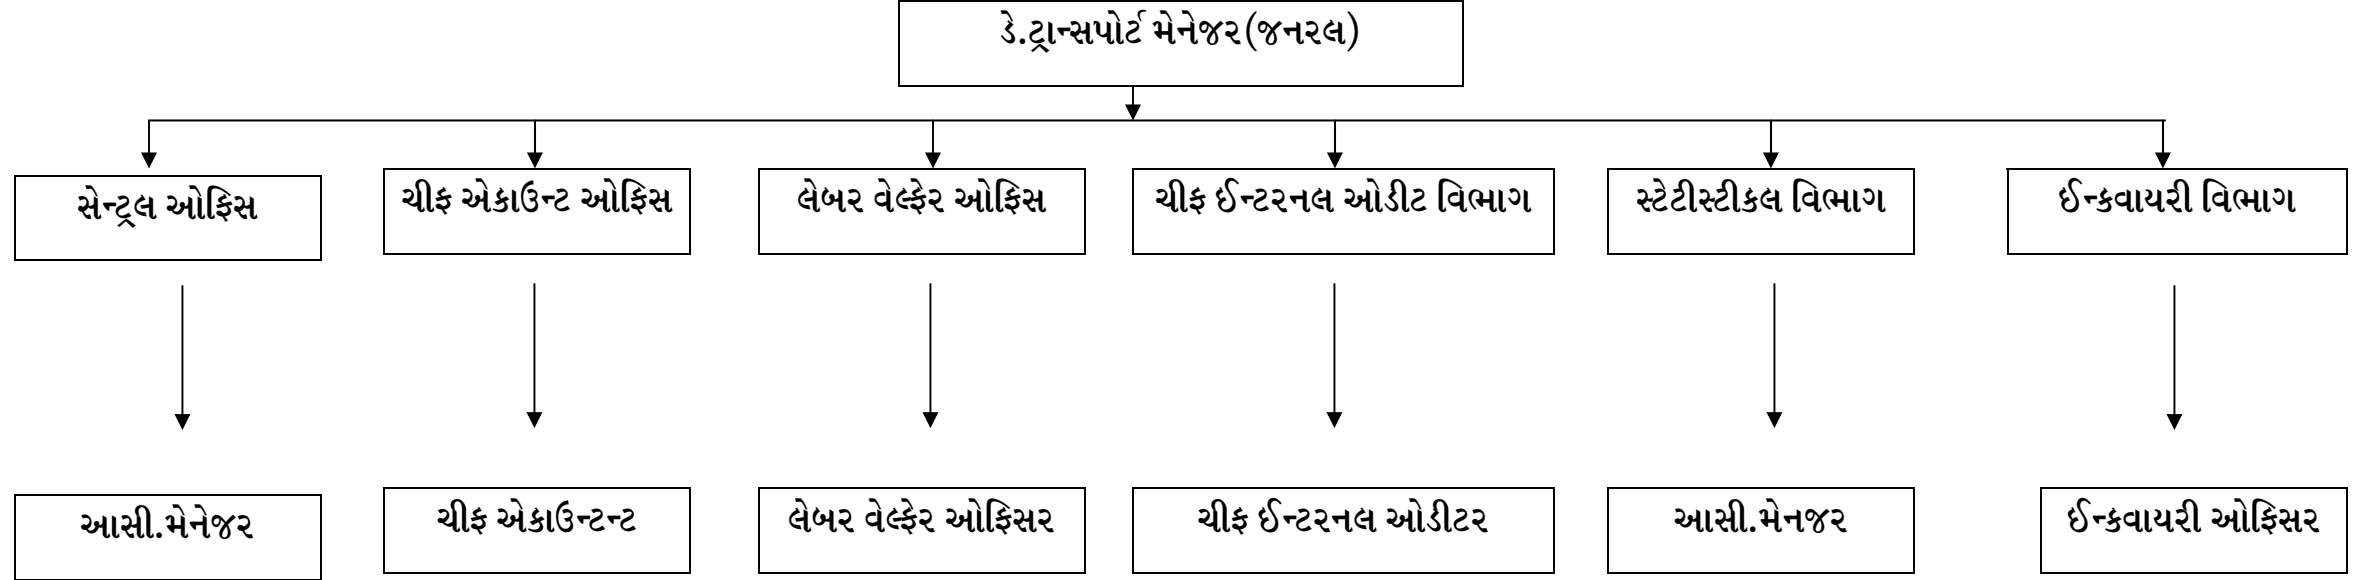 ડે.ટ્રાન્સપોર્ટ મેનેજર(જનરલ)
સેન્ટ્રલ ઓફિસ
ચીફ એકાઉન્ટ ઓફિસ
લેબર વેલ્ફેર ઓફિસ
ચીફ ઈન્ટરનલ ઓડીટ વિભાગ
સ્ટેટીસ્ટીકલ વિભાગ
ઈન્કવાયરી વિભાગ
આસી.મેનેજર
ચીફ એકાઉન્ટન્ટ
લેબર વેલ્ફેર ઓફિસર
ચીફ ઈન્ટરનલ ઓડીટર
આસી.મેનજર
ઈન્કવાયરી ઓફિસર